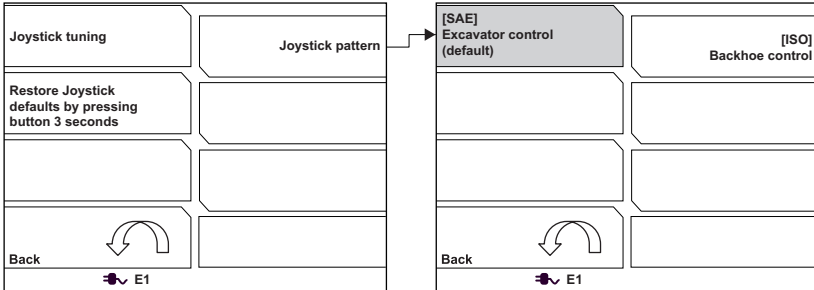 Joystick tuning
Joystick pattern
Restore Joystick
defaults by pressing
button 3 seconds
Back
E1
[SAE]
Excavator control
(default)
[ISO]
Backhoe control
Back
E1